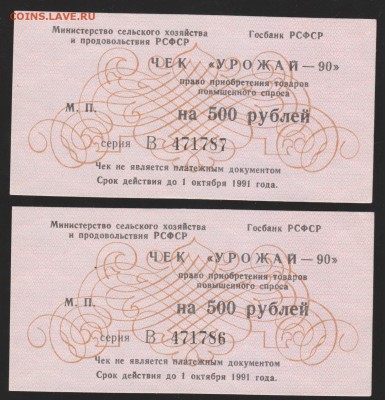 coins.lave.ru
Министерство сельского хозяйства Госбанк РСФСР
и продовольствия РСФСР
ЧЕК «УРОЖАЙ—90»
право приобретения товаров
повышенного спроса
М. П. на 500 рублей
серия В 471787
Чек не является платежным документом
Срок действия до 1 октября 1991 года.
Министерство сельского хозяйства Госбанк РСФСР
и продовольствия РСФСР
ЧЕК «УРОЖАЙ—90»
право приобретения товаров
повышенного спроса
М. П. на 500 рублей
серия В 471786
Чек не является платежным документом
Срок действия до 1 октября 1991 года.